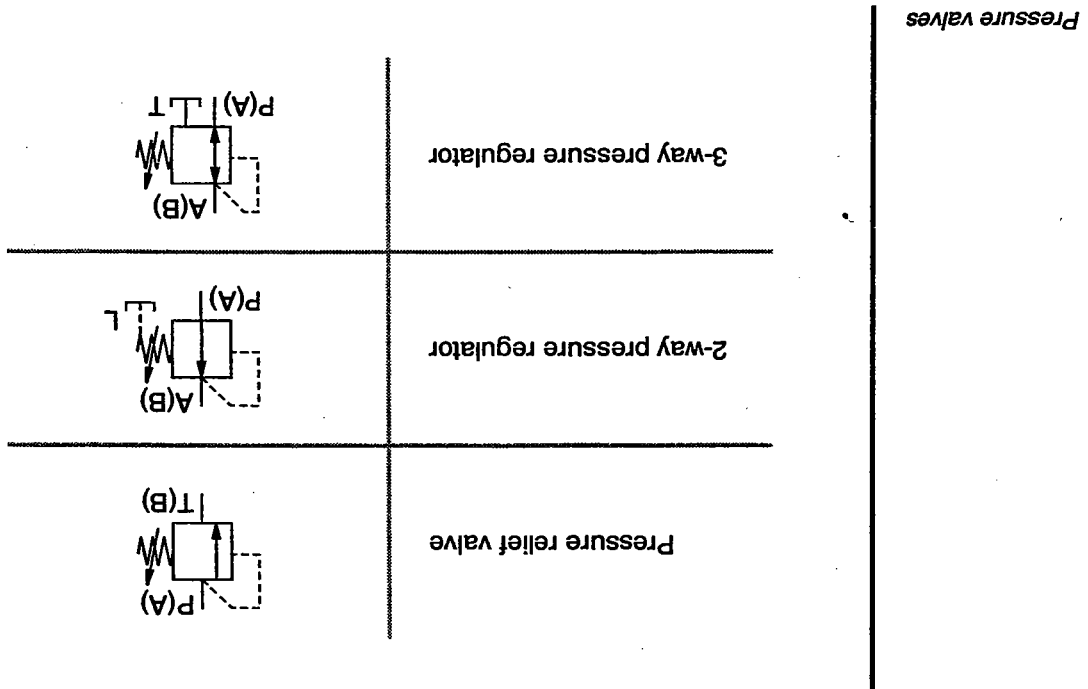 Pressure relief valve
P(A)
T(B)
2-way pressure regulator
A(B)
P(A)
L
3-way pressure regulator
A(B)
P(A)
T
Pressure valves